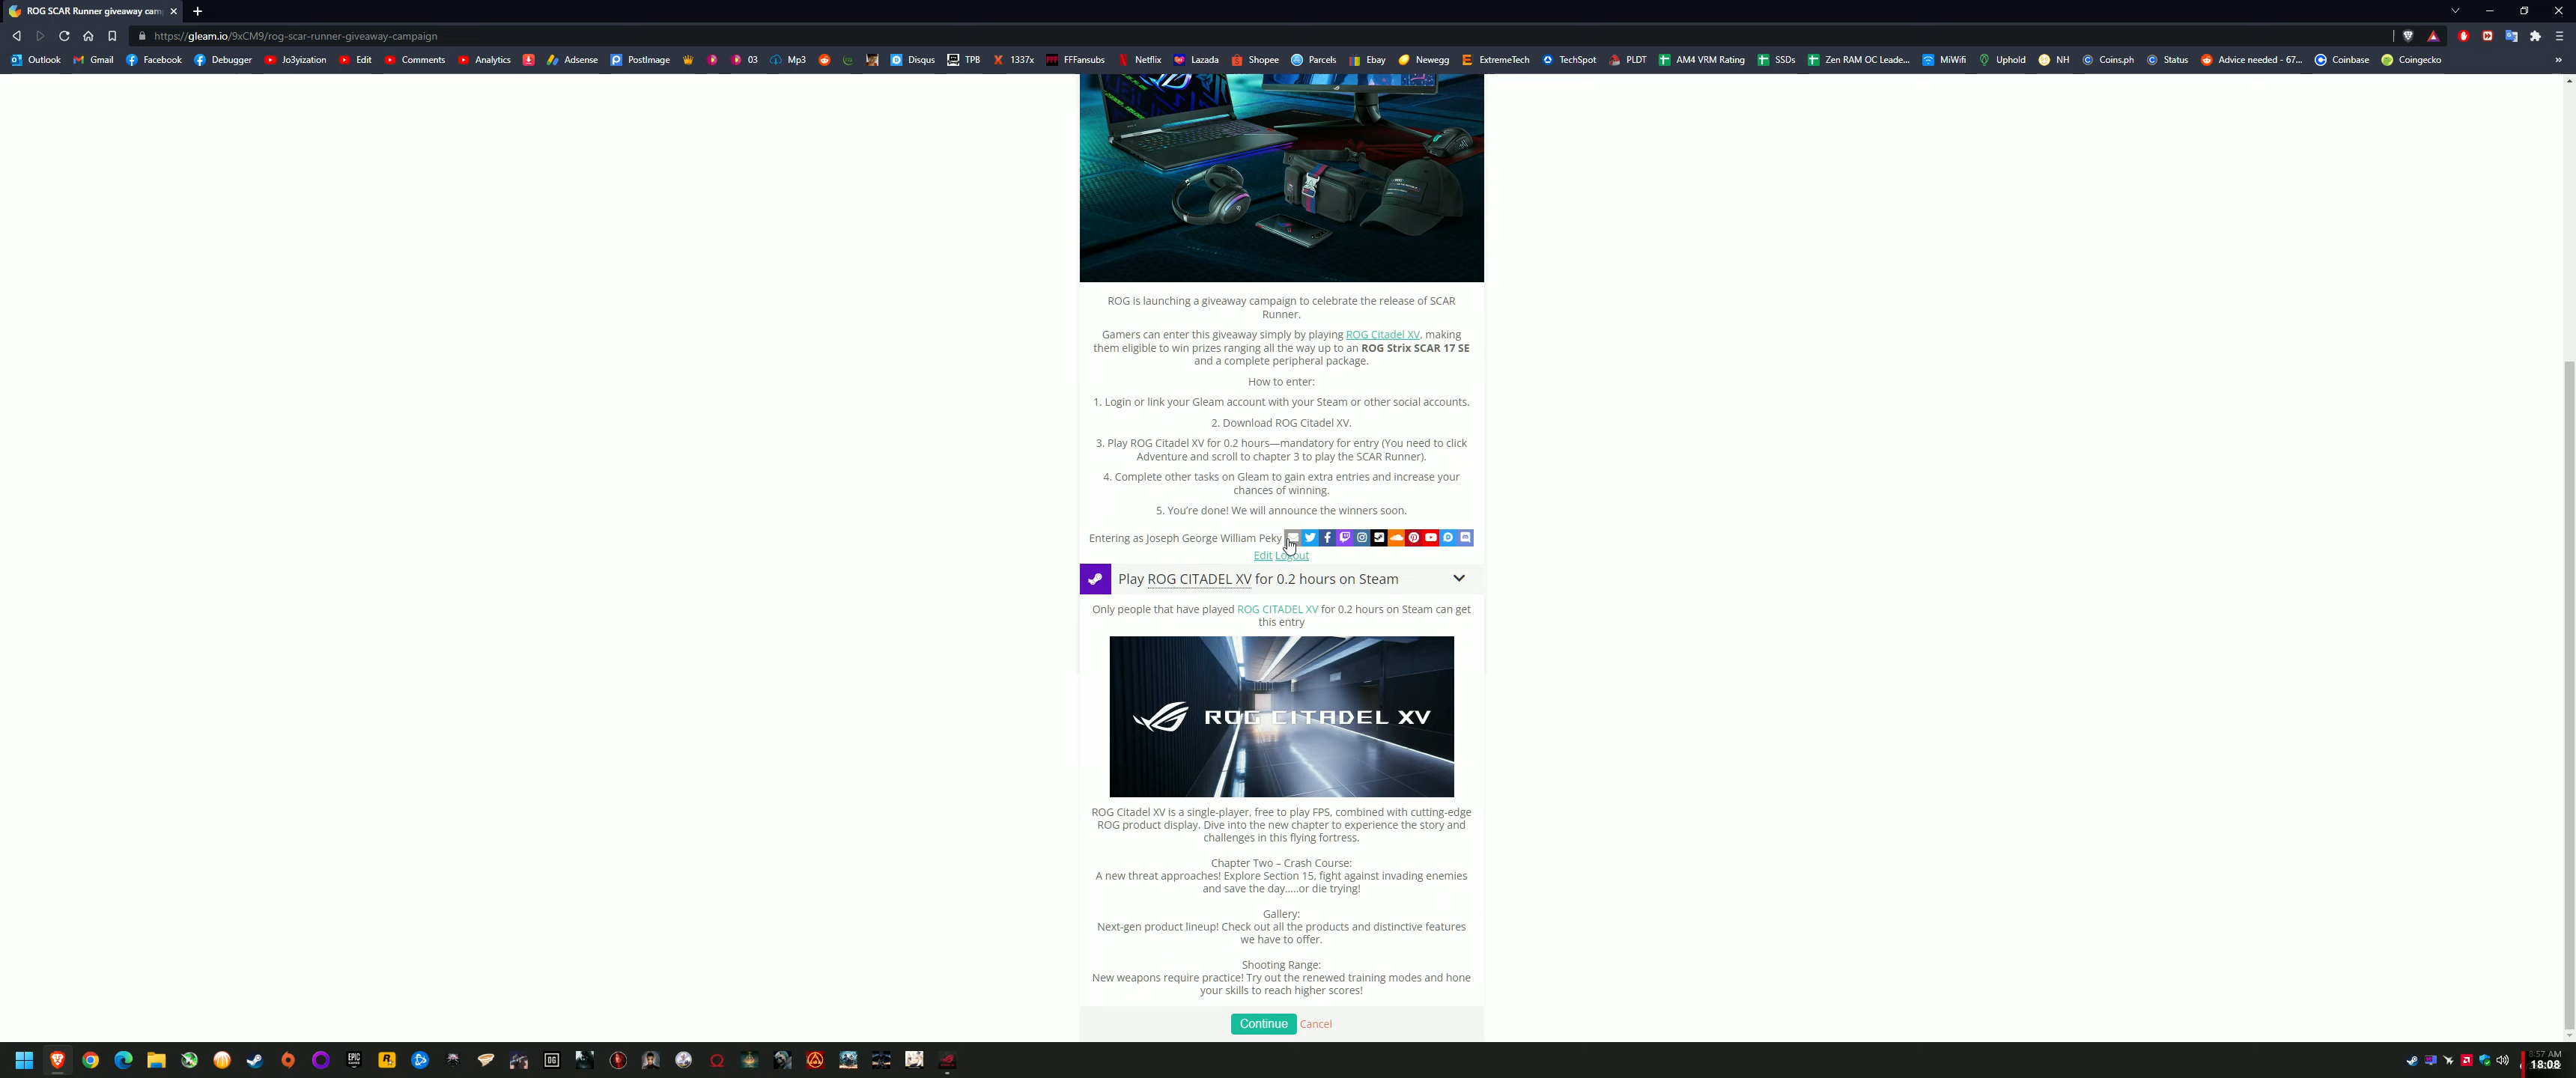 ROG SCAR Runner giveaway cam
https://gleam.io/9xCM9/rog-scar-runner-giveaway-campaign
Outlook Gmail Facebook Debugger Jo3yization Edit Comments Analytics Adsense PostImage 03 Mp3 Disqus TPB 1337x FFFansubs Netflix Lazada Shopee Parcels Ebay Newegg ExtremeTech TechSpot PLDT AM4 VRM Rating SSDs Zen RAM OC Leade... MiWifi Uphold NH Coins.ph Status Advice needed - 67... Coinbase Coingecko
ROG is launching a giveaway campaign to celebrate the release of SCAR
Runner.
Gamers can enter this giveaway simply by playing ROG Citadel XV, making
them eligible to win prizes ranging all the way up to an ROG Strix SCAR 17 SE
and a complete peripheral package.
How to enter:
1. Login or link your Gleam account with your Steam or other social accounts.
2. Download ROG Citadel XV.
3. Play ROG Citadel XV for 0.2 hours—mandatory for entry (You need to click
Adventure and scroll to chapter 3 to play the SCAR Runner).
4. Complete other tasks on Gleam to gain extra entries and increase your
chances of winning.
5. You're done! We will announce the winners soon.
Entering as Joseph George William Peky
Edit Logout
Play ROG CITADEL XV for 0.2 hours on Steam
Only people that have played ROG CITADEL XV for 0.2 hours on Steam can get
this entry
ROG CITADEL XV
ROG Citadel XV is a single-player, free to play FPS, combined with cutting-edge
ROG product display. Dive into the new chapter to experience the story and
challenges in this flying fortress.
Chapter Two – Crash Course:
A new threat approaches! Explore Section 15, fight against invading enemies
and save the day.....or die trying!
Gallery:
Next-gen product lineup! Check out all the products and distinctive features
we have to offer.
Shooting Range:
New weapons require practice! Try out the renewed training modes and hone
your skills to reach higher scores!
Continue Cancel
8:57 AM
18:08